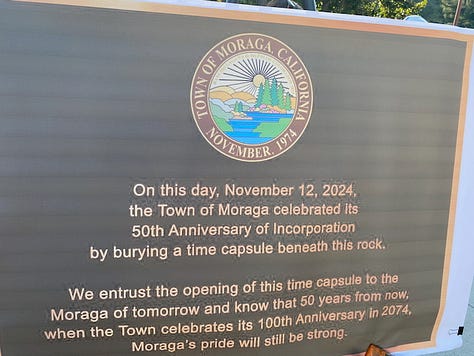 TOWN OF MORAGA, CALIFORNIA
NOVEMBER, 1974
On this day, November 12, 2024,
the Town of Moraga celebrated its
50th Anniversary of Incorporation
by burying a time capsule beneath this rock.
We entrust the opening of this time capsule to the
Moraga of tomorrow and know that 50 years from now,
when the Town celebrates its 100th Anniversary in 2074,
Moraga's pride will still be strong.